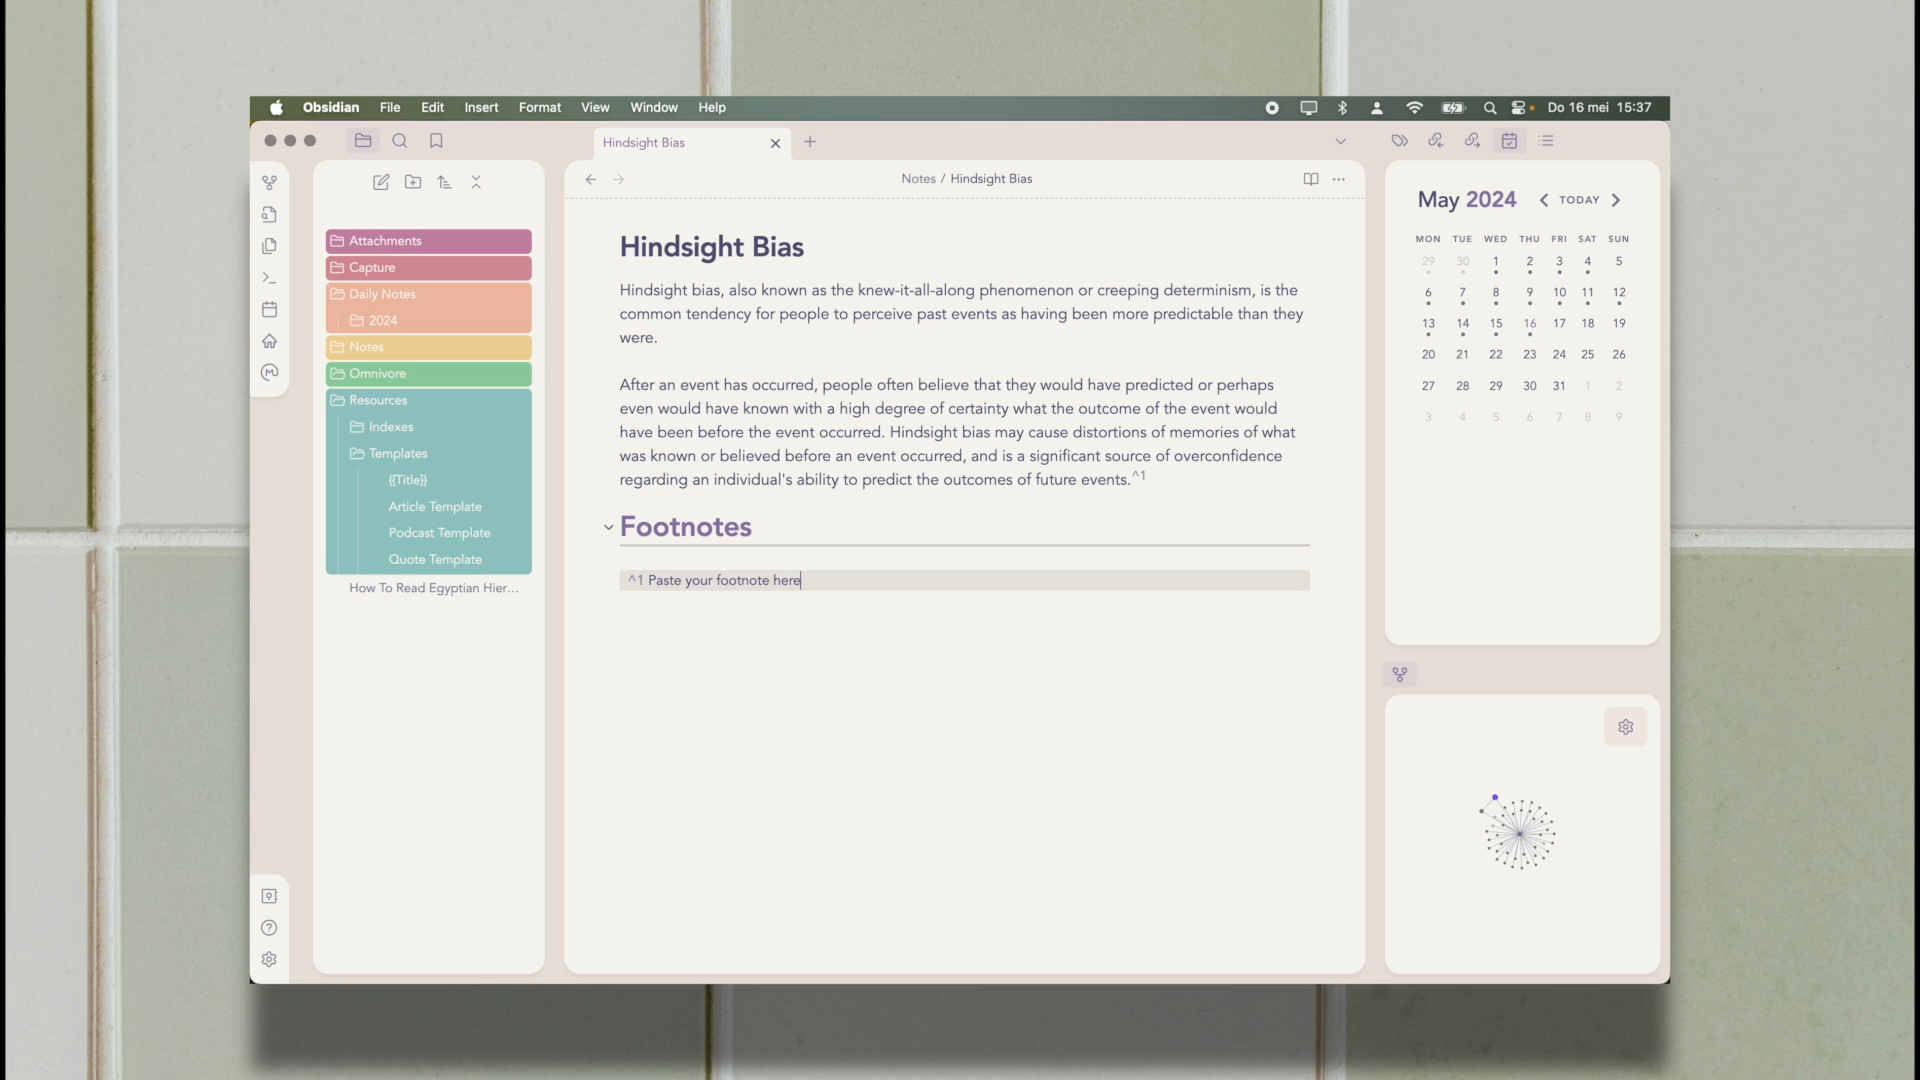 Obsidian File Edit Insert Format View Window Help Do 16 mei 15:37
Hindsight Bias
Notes / Hindsight Bias
Attachments
Capture
Daily Notes
2024
Notes
Omnivore
Resources
Indexes
Templates
{{Title}}
Article Template
Podcast Template
Quote Template
How To Read Egyptian Hier...
Hindsight Bias
Hindsight bias, also known as the knew-it-all-along phenomenon or creeping determinism, is the
common tendency for people to perceive past events as having been more predictable than they
were.
After an event has occurred, people often believe that they would have predicted or perhaps
even would have known with a high degree of certainty what the outcome of the event would
have been before the event occurred. Hindsight bias may cause distortions of memories of what
was known or believed before an event occurred, and is a significant source of overconfidence
regarding an individual's ability to predict the outcomes of future events.^1
Footnotes
^1 Paste your footnote here
May 2024 TODAY
MON TUE WED THU FRI SAT SUN
29 30 1 2 3 4 5
6 7 8 9 10 11 12
13 14 15 16 17 18 19
20 21 22 23 24 25 26
27 28 29 30 31 1 2
3 4 5 6 7 8 9